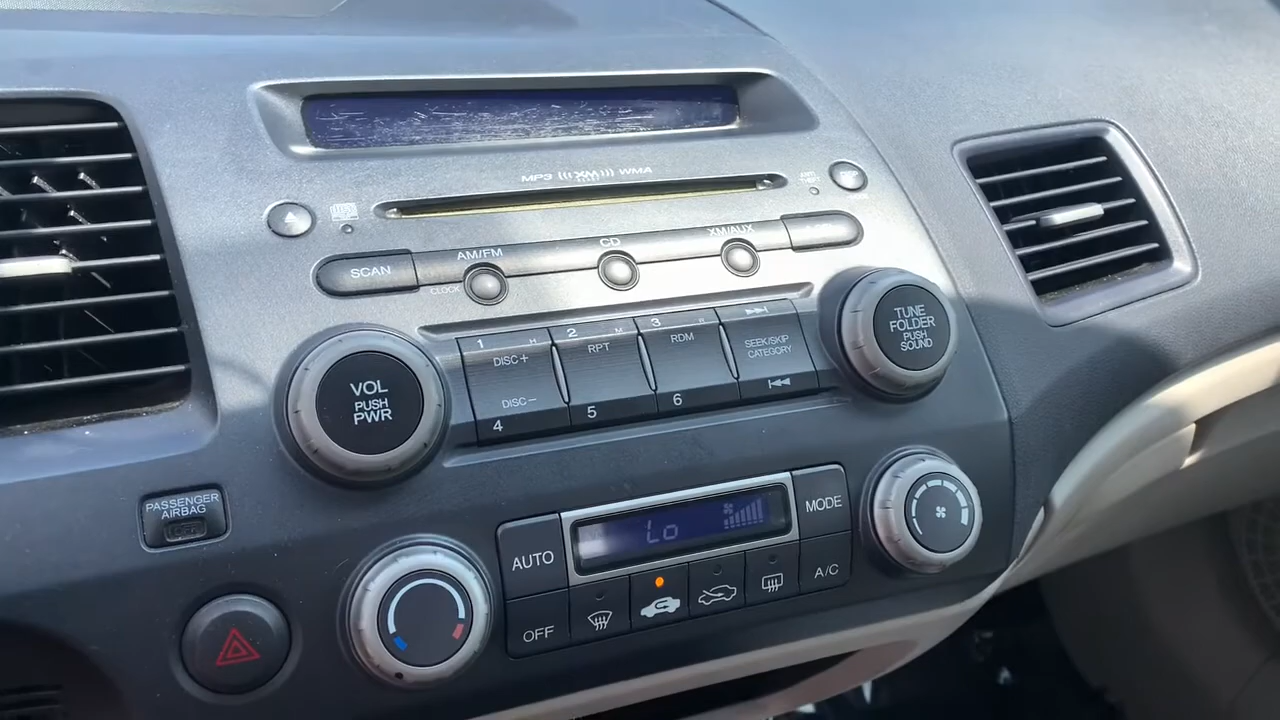 MP3 ((XM)) WMA
SCAN
AM/FM
CLOCK
CD
XM/AUX
VOL
PUSH
PWR
1
DISC+
DISC-
4
2 M
RPT
5
3
RDM
6
SEEK/SKIP
CATEGORY
TUNE
FOLDER
PUSH
SOUND
PASSENGER
AIRBAG
AUTO
OFF
Lo
MODE
A/C